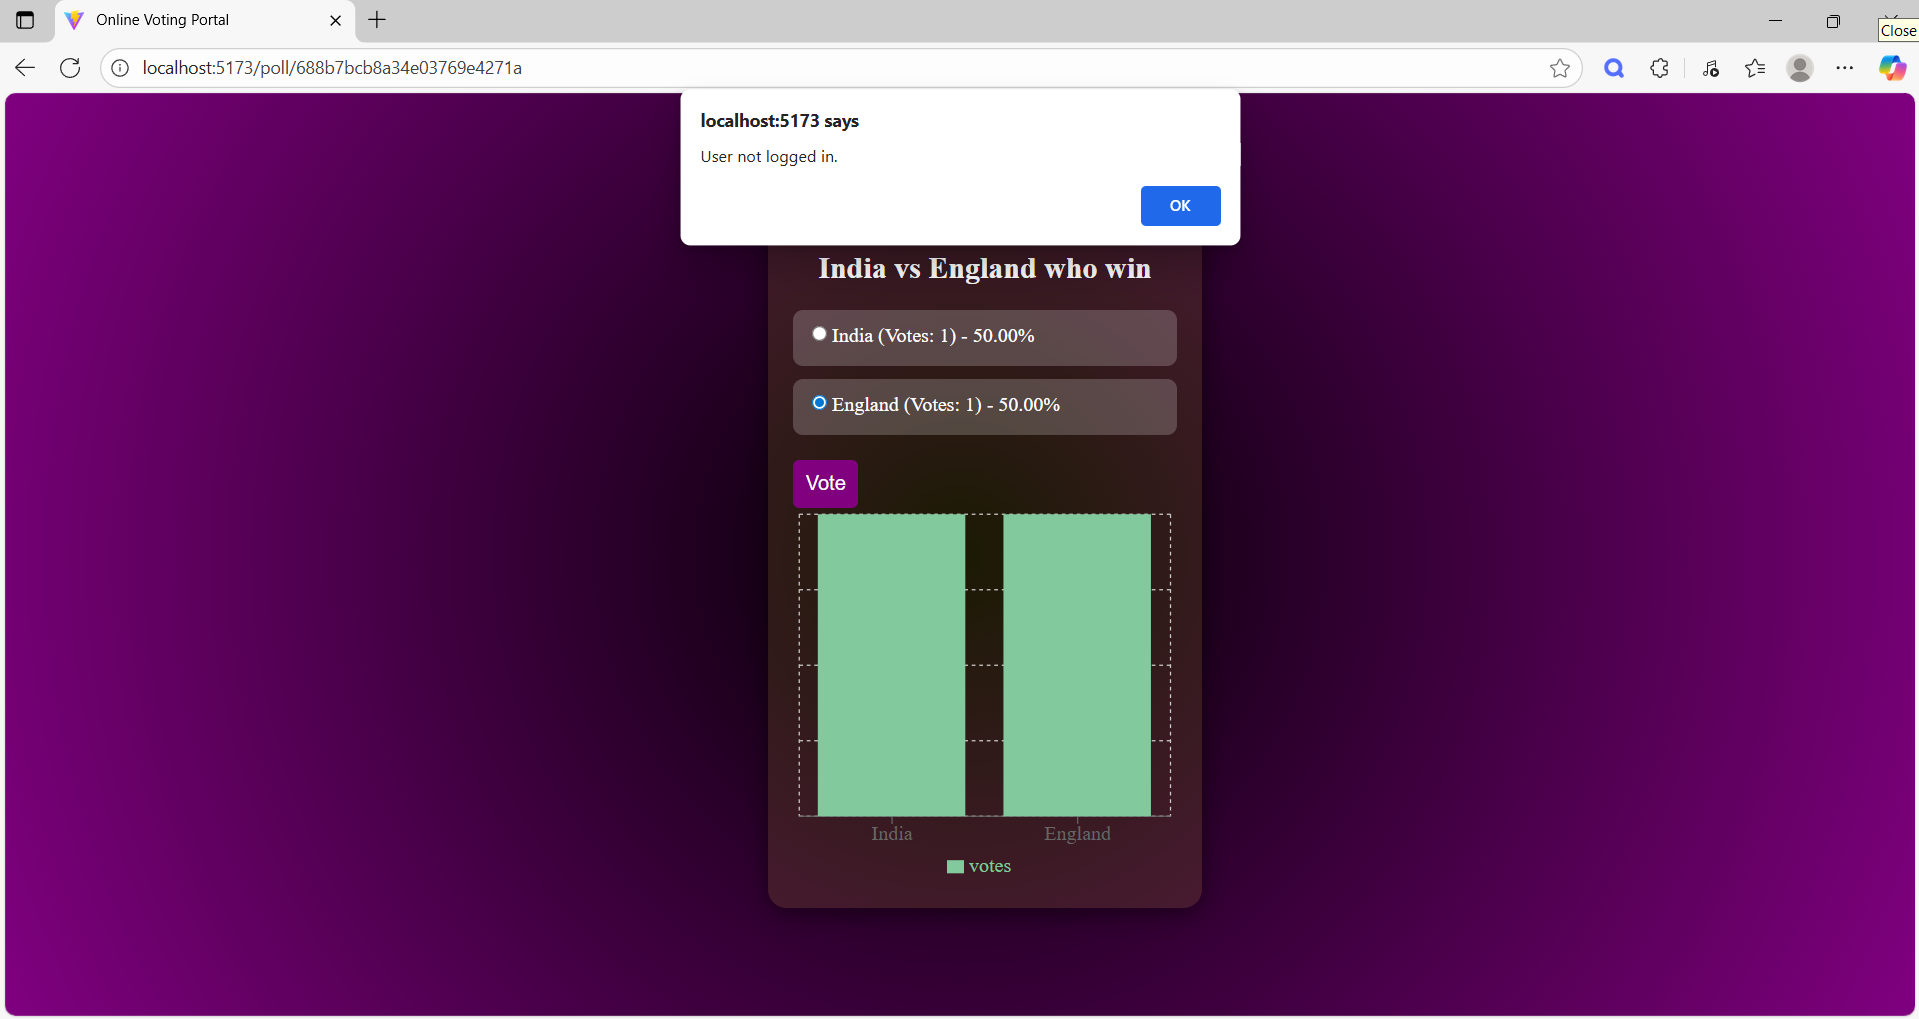 Online Voting Portal
Close
localhost:5173/poll/688b7bcb8a34e03769e4271a
localhost:5173 says
User not logged in.
OK
India vs England who win
India (Votes: 1) - 50.00%
England (Votes: 1) - 50.00%
Vote
India England
votes